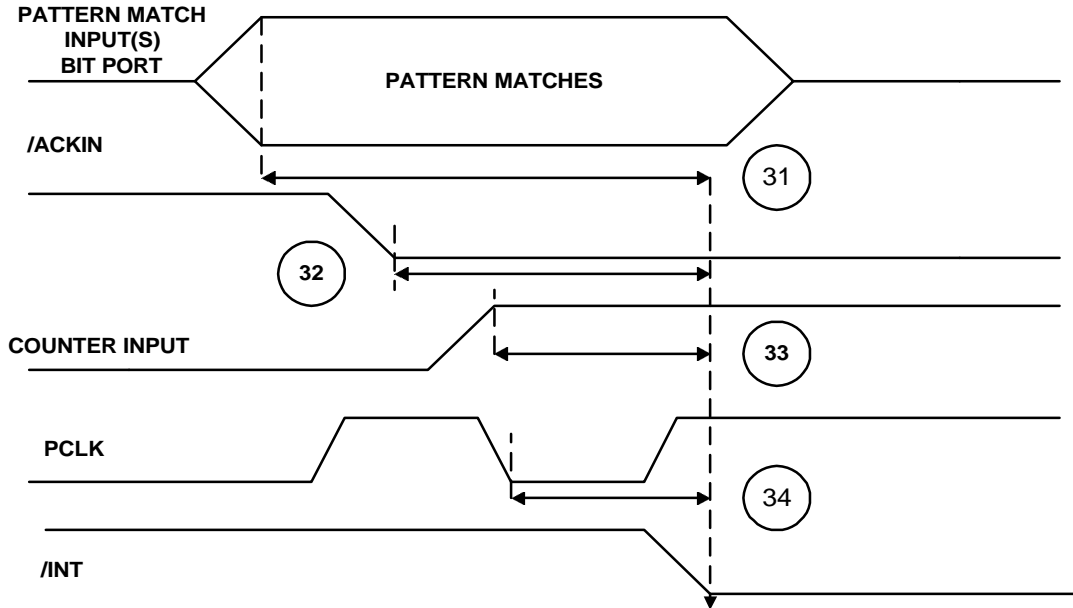 PATTERN MATCH
INPUT(S)
BIT PORT
PATTERN MATCHES
/ACKIN
31
32
COUNTER INPUT
33
PCLK
34
/INT